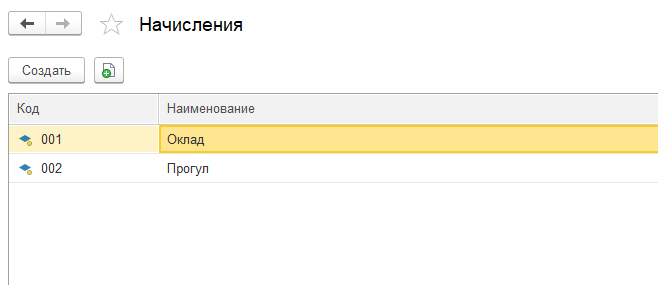 Начисления
Создать
Код Наименование
001 Оклад
002 Прогул